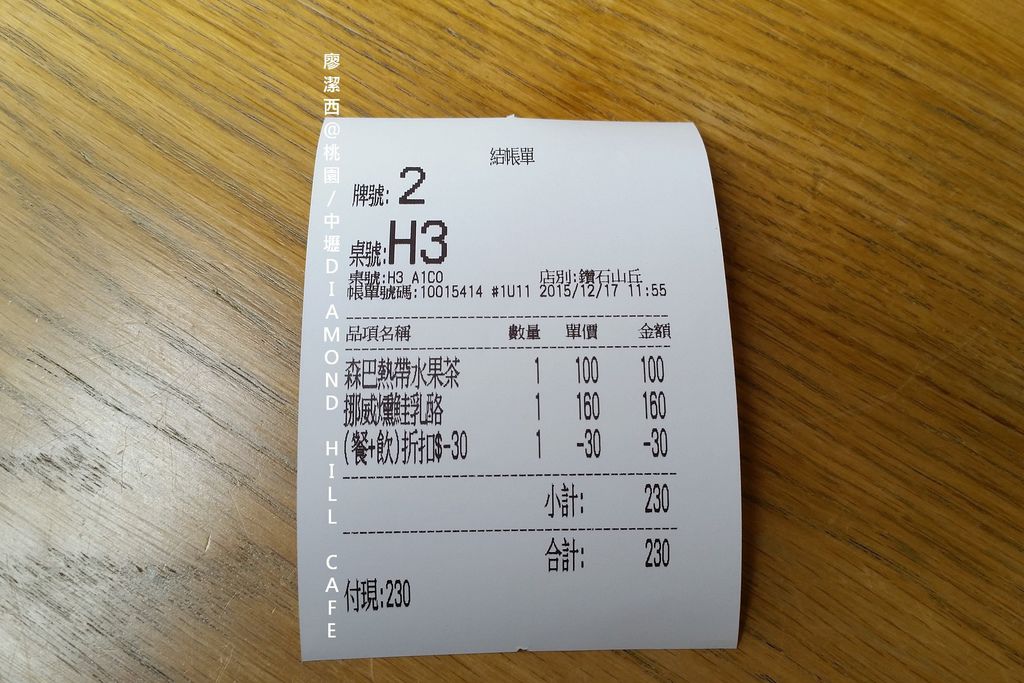 廖潔西@桃園/中壢DIAMOND HILL CAFE
結帳單
牌號: 2
桌號:H3
桌號:H3 A1C0 店別:鑽石山丘
帳單號碼:10015414 #1U11 2015/12/17 11:55
品項名稱 數量 單價 金額
森巴熱帶水果茶 1 100 100
挪威燻鮭乳酪 1 160 160
(餐+飲)折扣$-30 1 -30 -30
小計: 230
合計: 230
付現:230